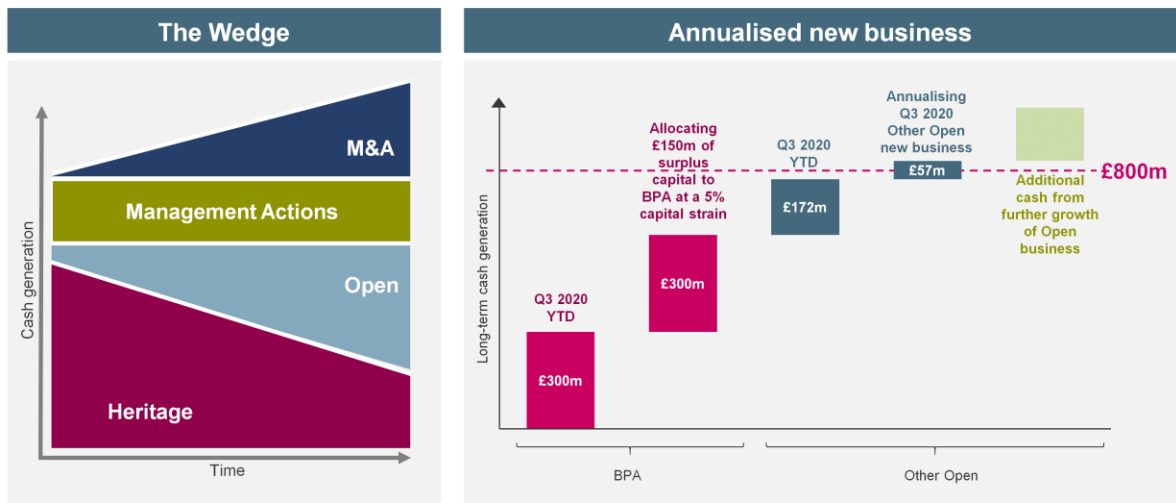 The Wedge
Cash generation
M&A
Management Actions
Open
Heritage
Time
Annualised new business
Long-term cash generation
Q3 2020
YTD
£300m
Allocating
£150m of
surplus
capital to
BPA at a 5%
capital strain
£300m
Q3 2020
YTD
£172m
Annualising
Q3 2020
Other Open
new business
£57m
£800m
Additional
cash from
further growth
of Open
business
BPA
Other Open